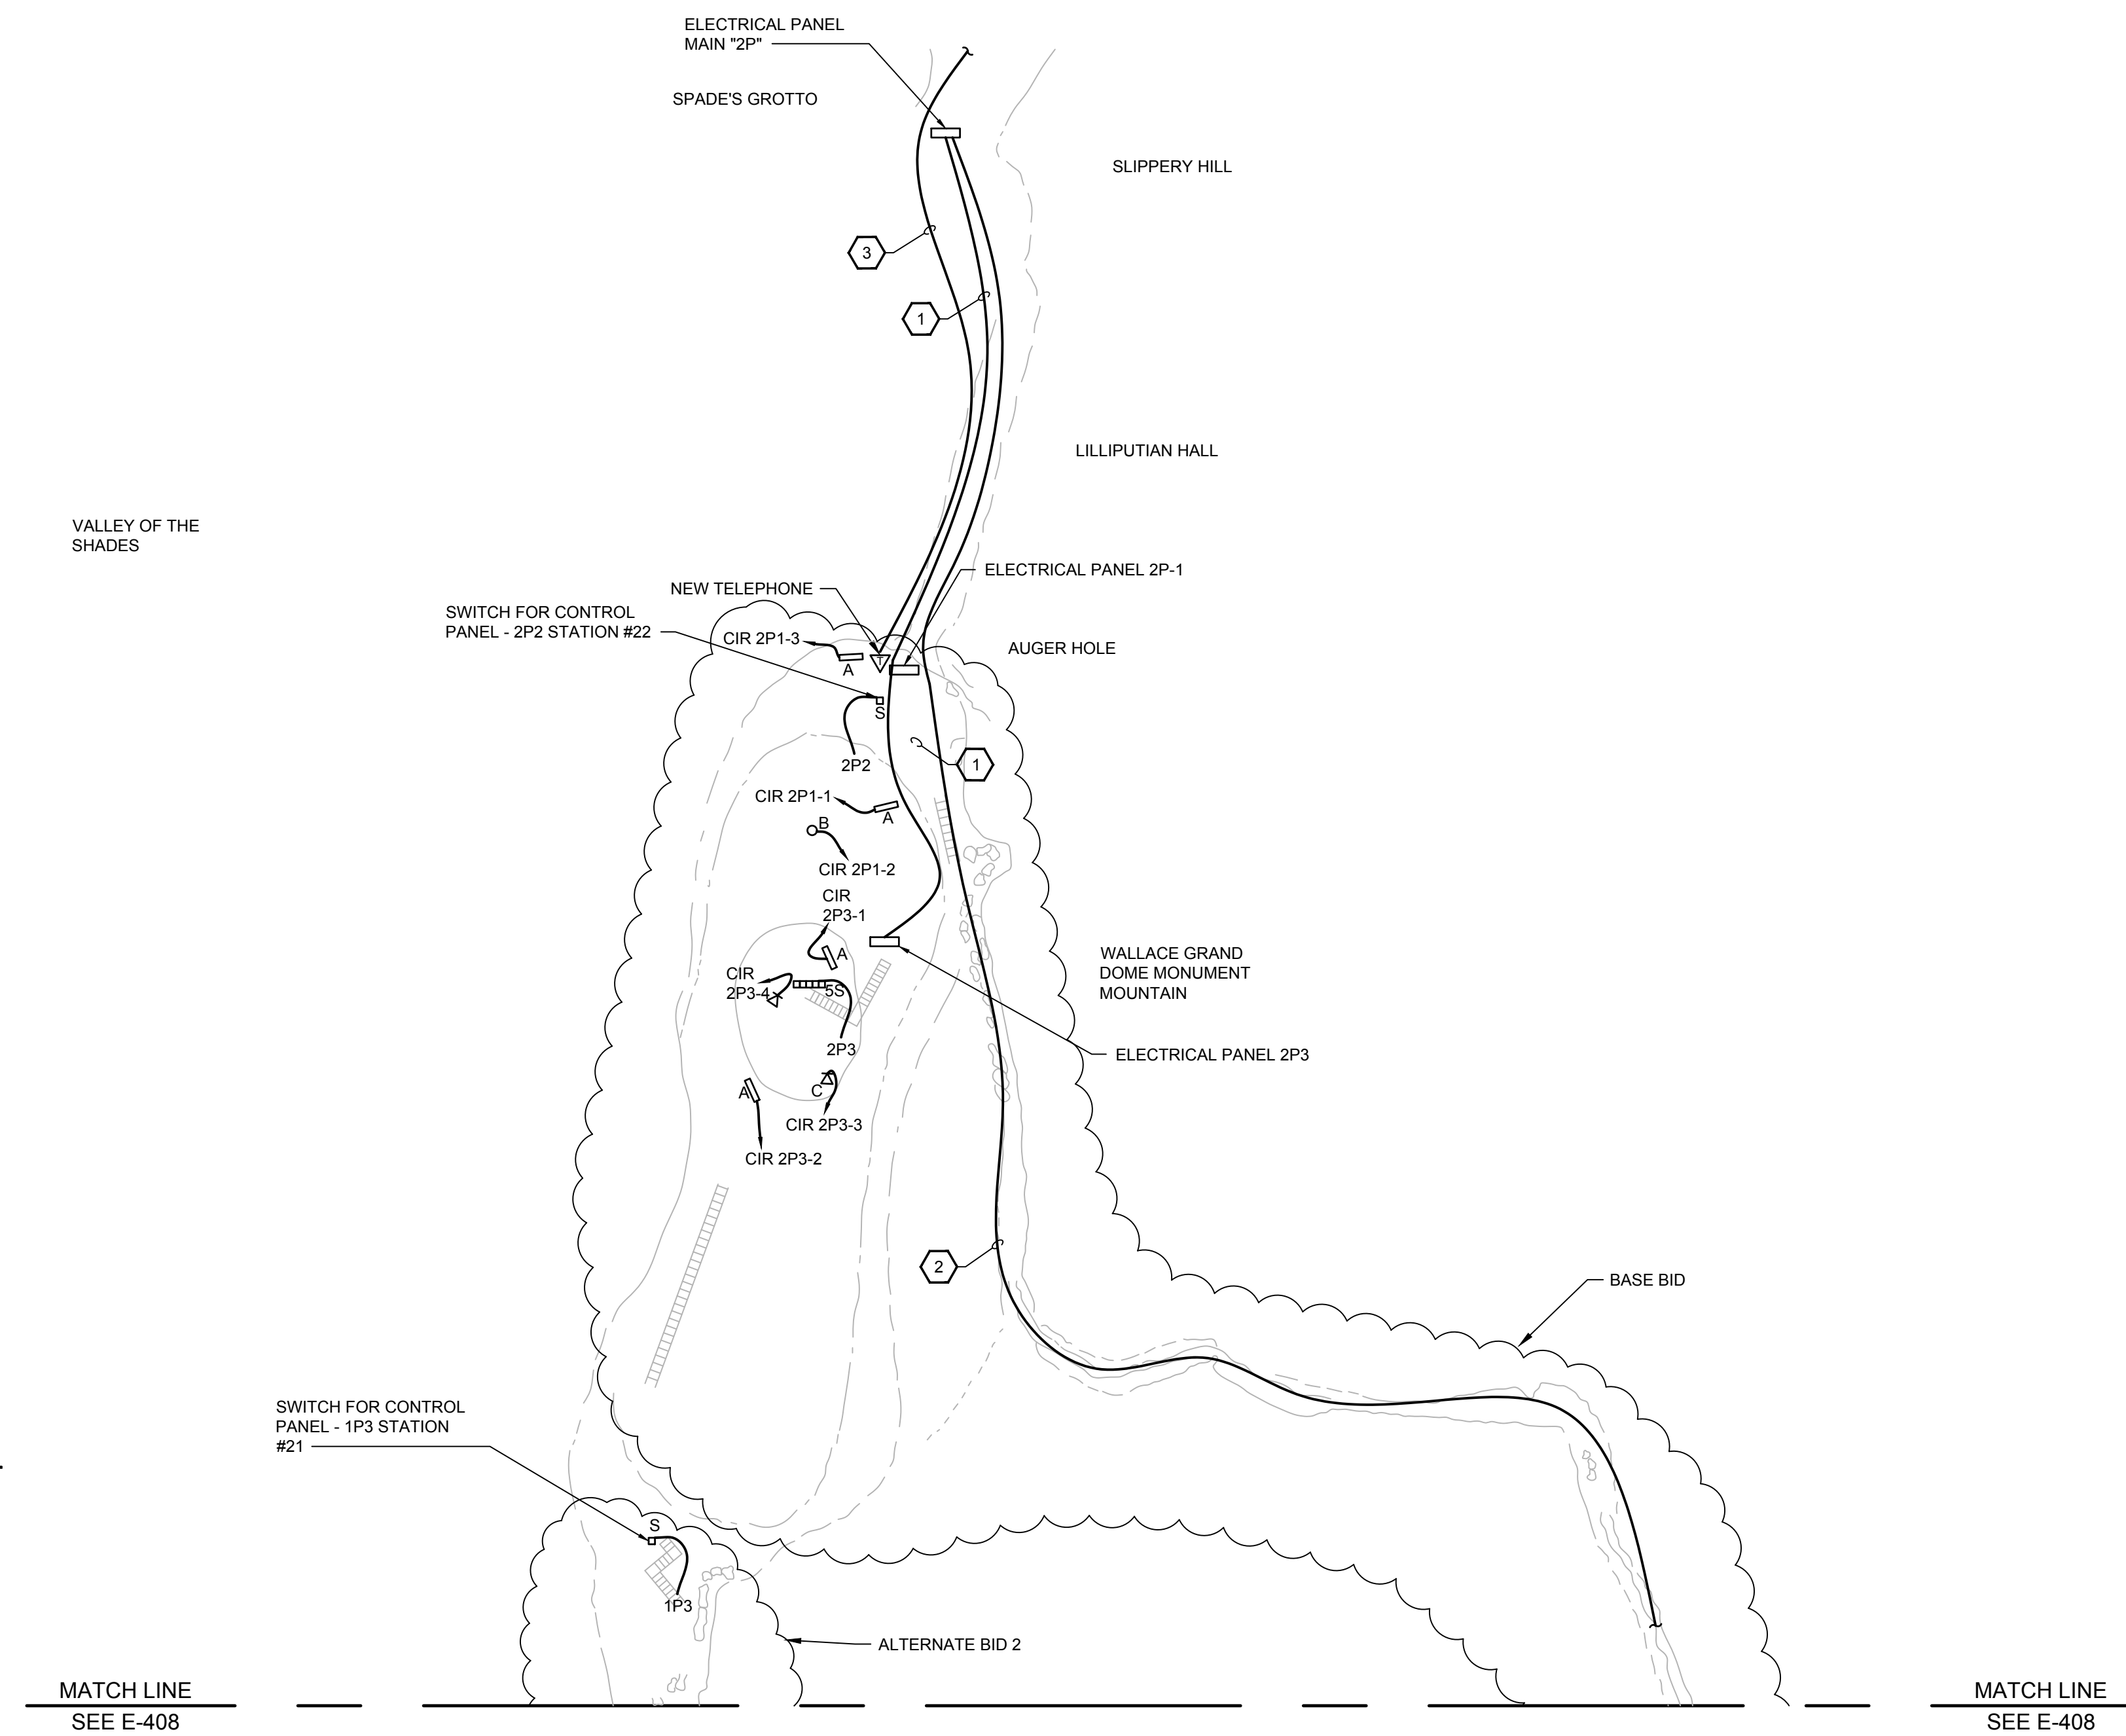 ELECTRICAL PANEL
MAIN "2P"
SPADE'S GROTTO
SLIPPERY HILL
3
1
LILLIPUTIAN HALL
VALLEY OF THE
SHADES
ELECTRICAL PANEL 2P-1
NEW TELEPHONE
SWITCH FOR CONTROL
PANEL - 2P2 STATION #22
CIR 2P1-3
A
T
AUGER HOLE
S
2P2
1
CIR 2P1-1
A
B
CIR 2P1-2
CIR
2P3-1
A
WALLACE GRAND
DOME MONUMENT
MOUNTAIN
CIR
2P3-4
5S
2P3
ELECTRICAL PANEL 2P3
A
C
CIR 2P3-3
CIR 2P3-2
2
BASE BID
SWITCH FOR CONTROL
PANEL - 1P3 STATION
#21
S
1P3
ALTERNATE BID 2
MATCH LINE
SEE E-408
MATCH LINE
SEE E-408